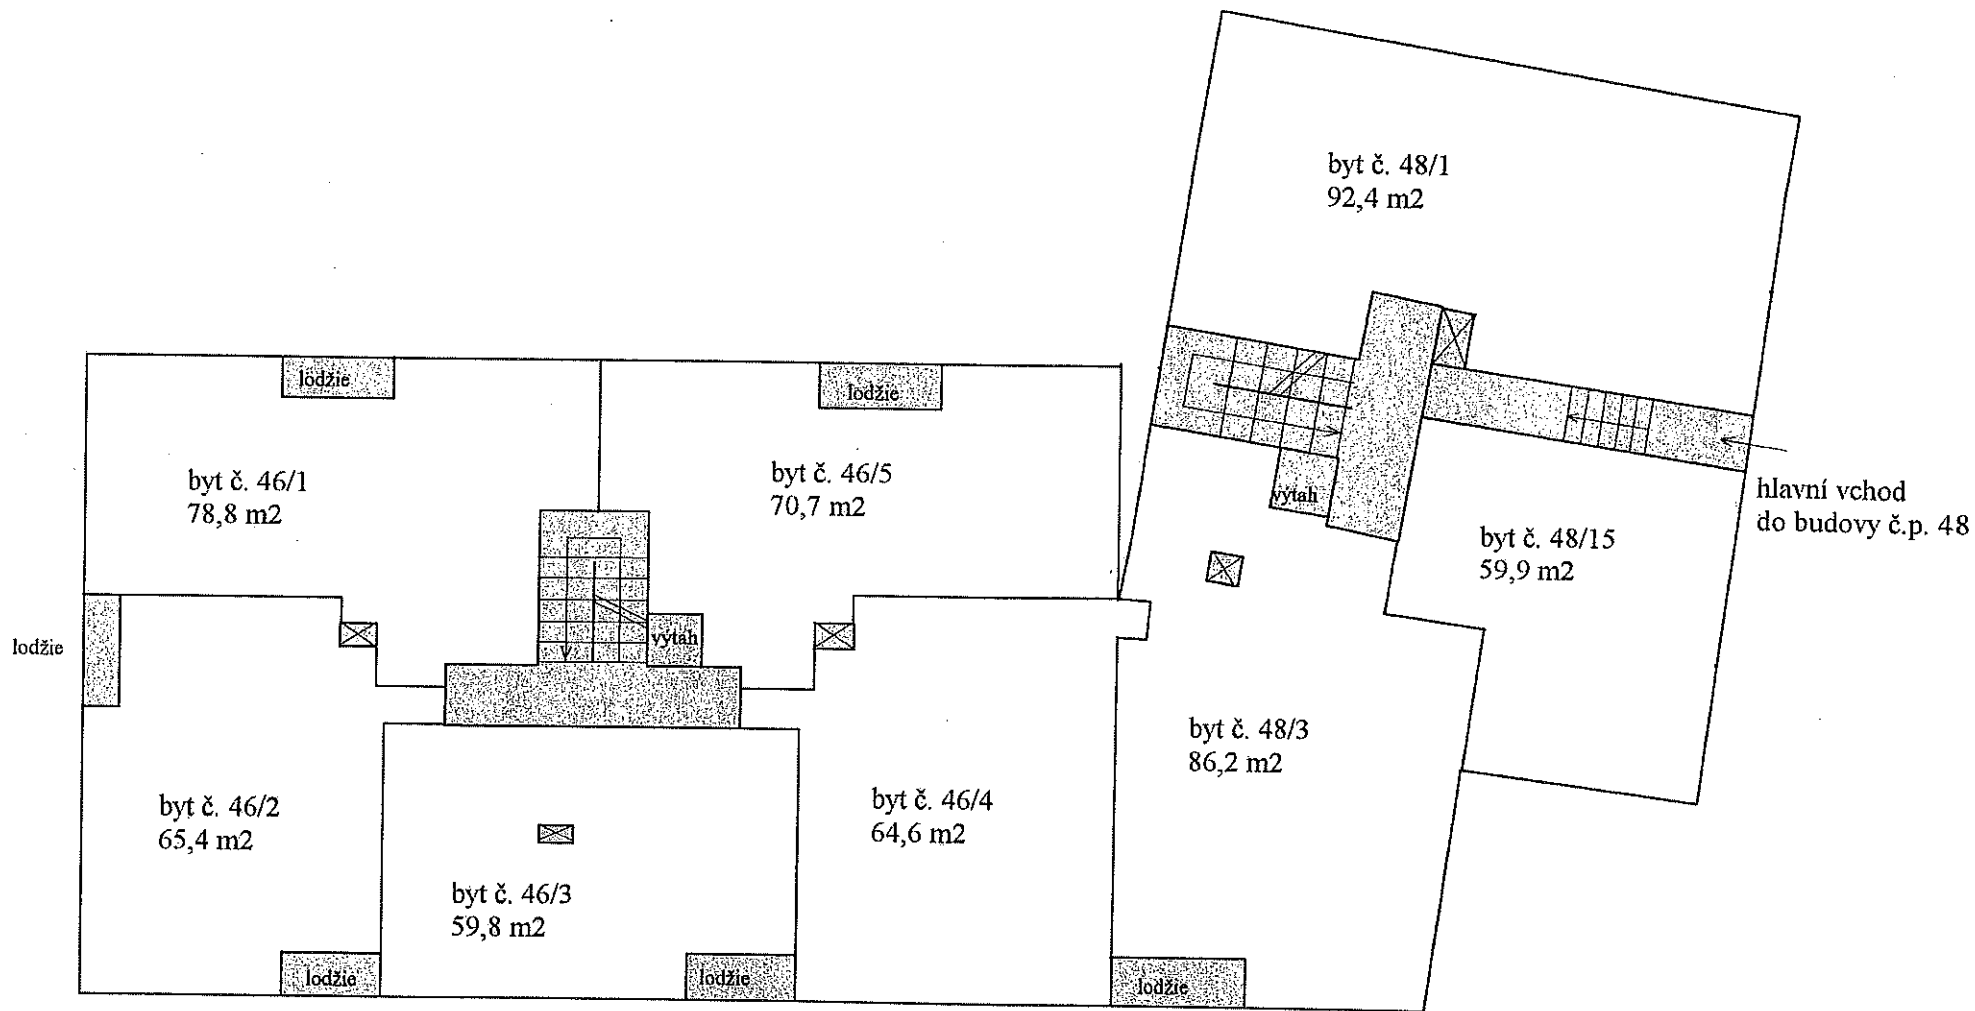 byt č. 48/1
92,4 m2
lodžie
lodžie
byt č. 46/1
78,8 m2
byt č. 46/5
70,7 m2
výtah
hlavní vchod
do budovy č.p. 48
byt č. 48/15
59,9 m2
lodžie
výtah
byt č. 48/3
86,2 m2
byt č. 46/2
65,4 m2
byt č. 46/4
64,6 m2
byt č. 46/3
59,8 m2
lodžie
lodžie
lodžie